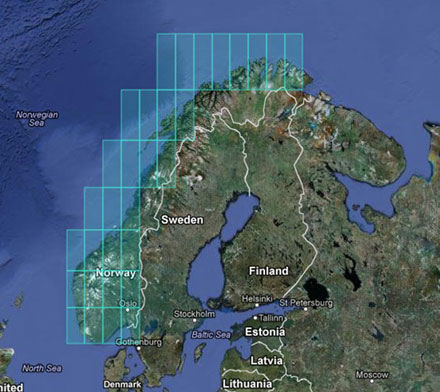 Norwegian
Sea
Sweden
Norway
Finland
Oslo
Helsinki
St Petersburg
Stockholm
Tallinn
Baltic Sea
Estonia
Gothenburg
Latvia
North Sea
Moscow
Denmark
Lithuania
nited